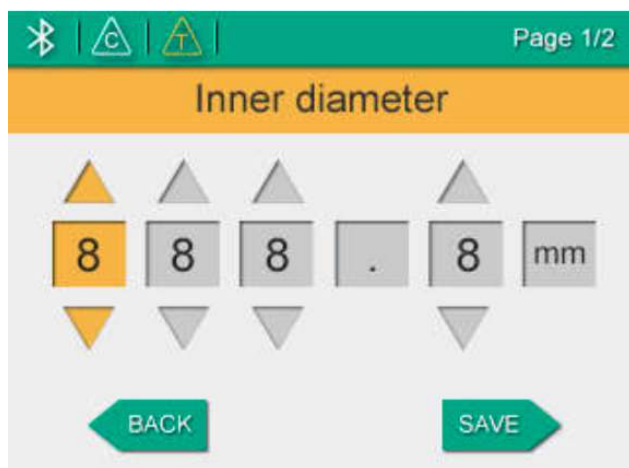 C T Page 1/2
Inner diameter
8 8 8 . 8 mm
BACK SAVE